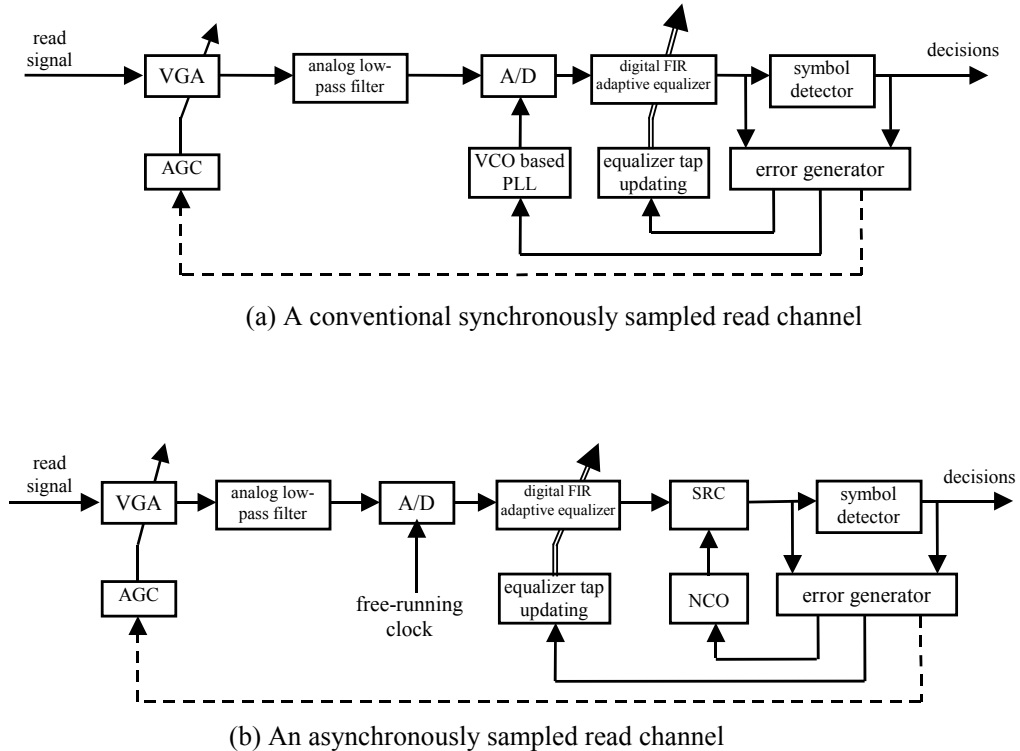 read
signal
VGA
analog low-
pass filter
A/D
digital FIR
adaptive equalizer
symbol
detector
decisions
AGC
VCO based
PLL
equalizer tap
updating
error generator
(a) A conventional synchronously sampled read channel
read
signal
VGA
analog low-
pass filter
A/D
digital FIR
adaptive equalizer
SRC
symbol
detector
decisions
AGC
free-running
clock
equalizer tap
updating
NCO
error generator
(b) An asynchronously sampled read channel